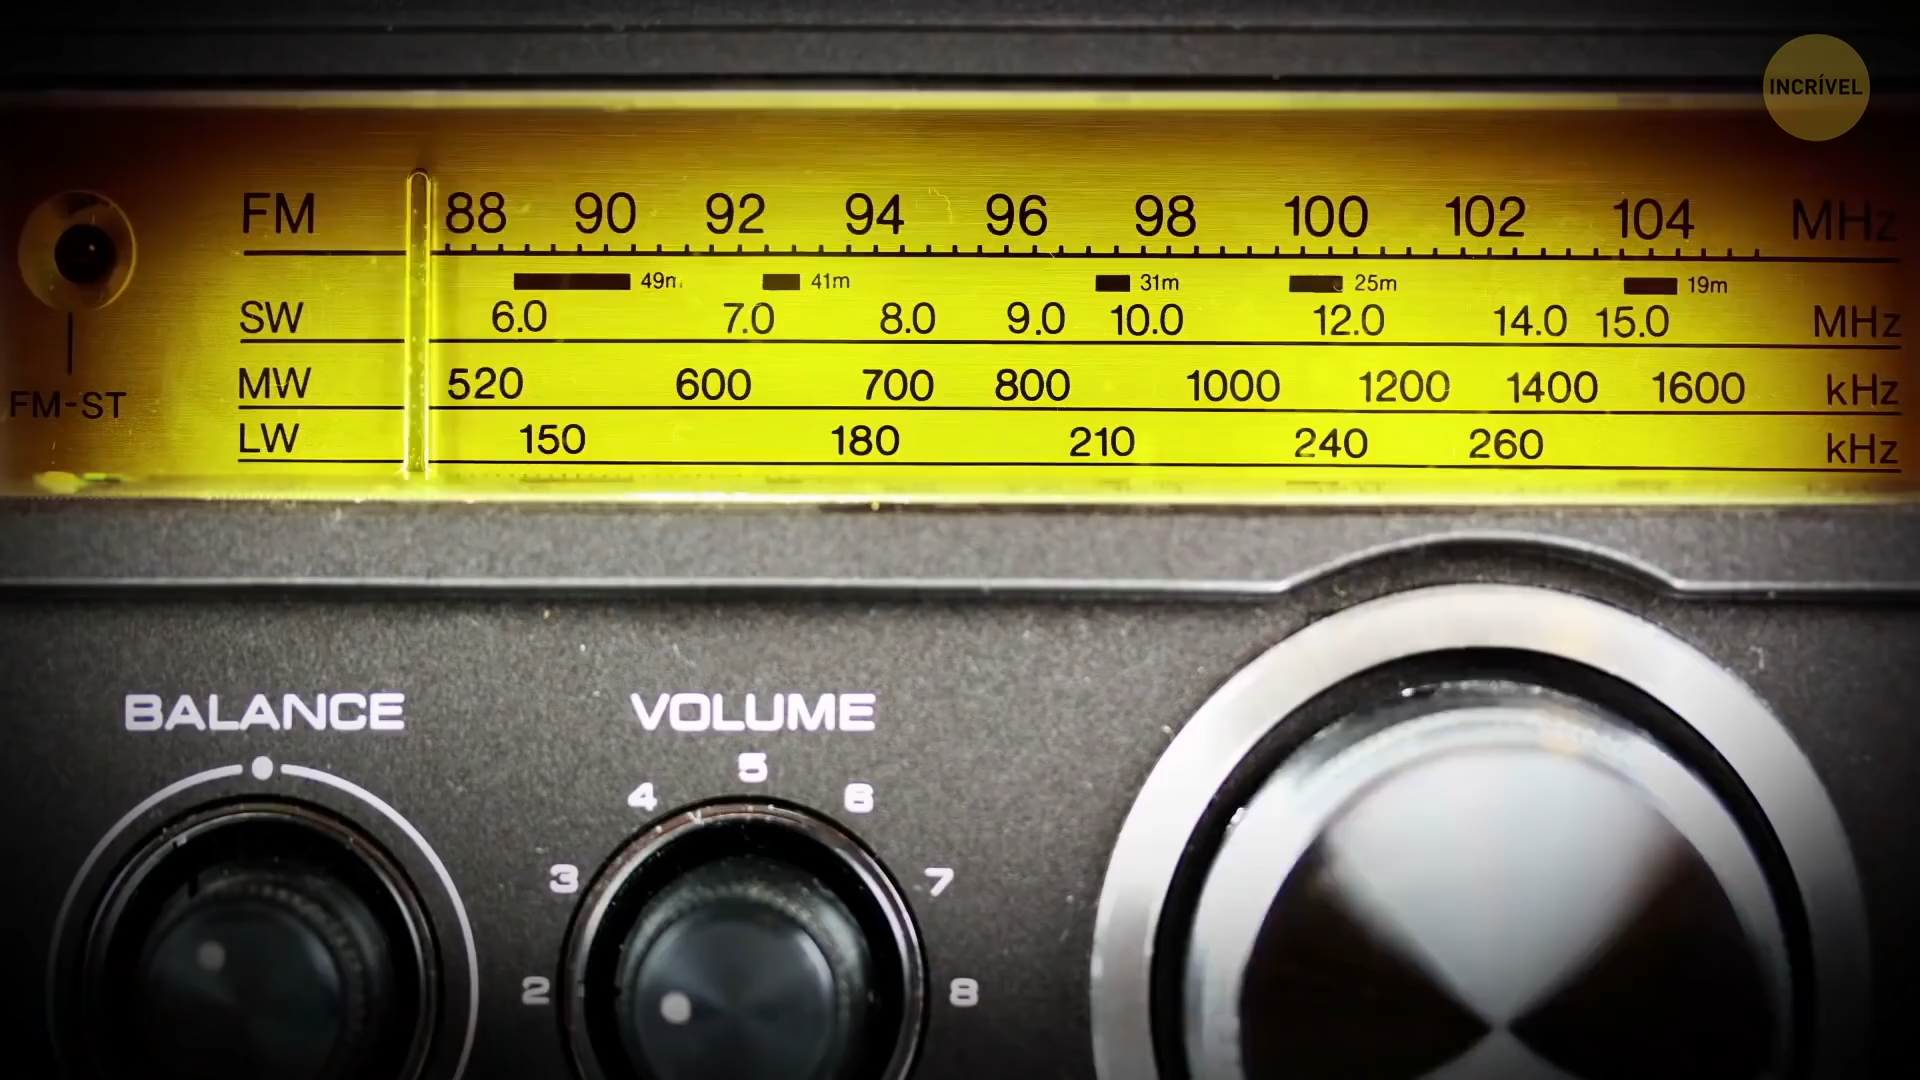 INCRÍVEL
FM 88 90 92 94 96 98 100 102 104 MHz
49m 41m 31m 25m 19m
SW 6.0 7.0 8.0 9.0 10.0 12.0 14.0 15.0 MHz
MW 520 600 700 800 1000 1200 1400 1600 kHz
FM-ST
LW 150 180 210 240 260 kHz
BALANCE
VOLUME
2 3 4 5 6 7 8